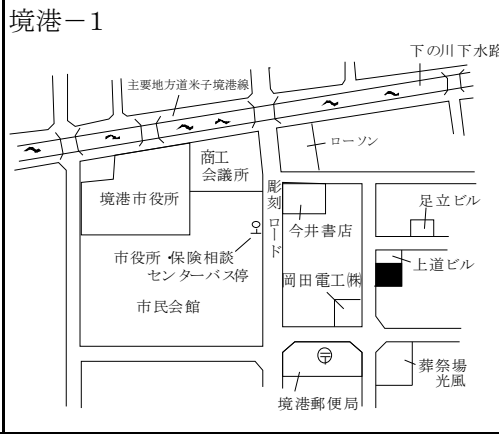 境港－1
下の川下水路
主要地方道米子境港線
ローソン
商工
会議所
境港市役所
彫刻ロード
今井書店
足立ビル
市役所・保険相談
センターバス停
岡田電工㈱
上道ビル
市民会館
葬祭場
光風
境港郵便局